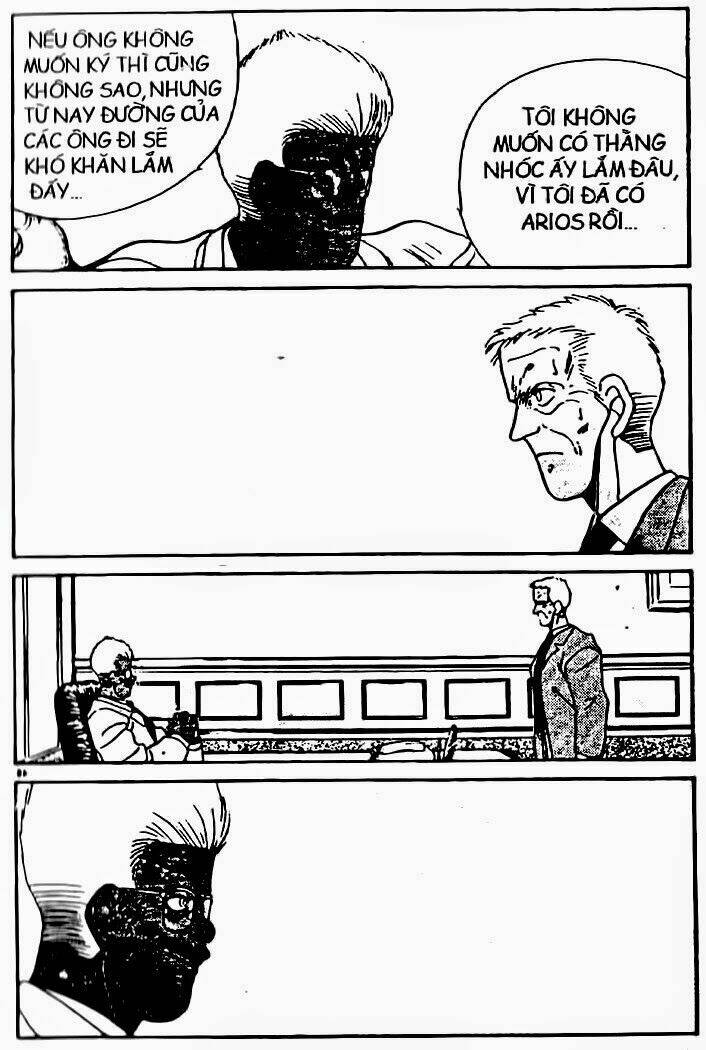 NẾU ÔNG KHÔNG
MUỐN KÝ THÌ CŨNG
KHÔNG SAO, NHƯNG
TỪ NAY ĐƯỜNG CỦA
CÁC ÔNG ĐI SẼ
KHÓ KHĂN LẮM
ĐẤY...
TÔI KHÔNG
MUỐN CÓ THẰNG
NHÓC ẤY LẮM ĐÂU,
VÌ TÔI ĐÃ CÓ
ARIOS RỒI...